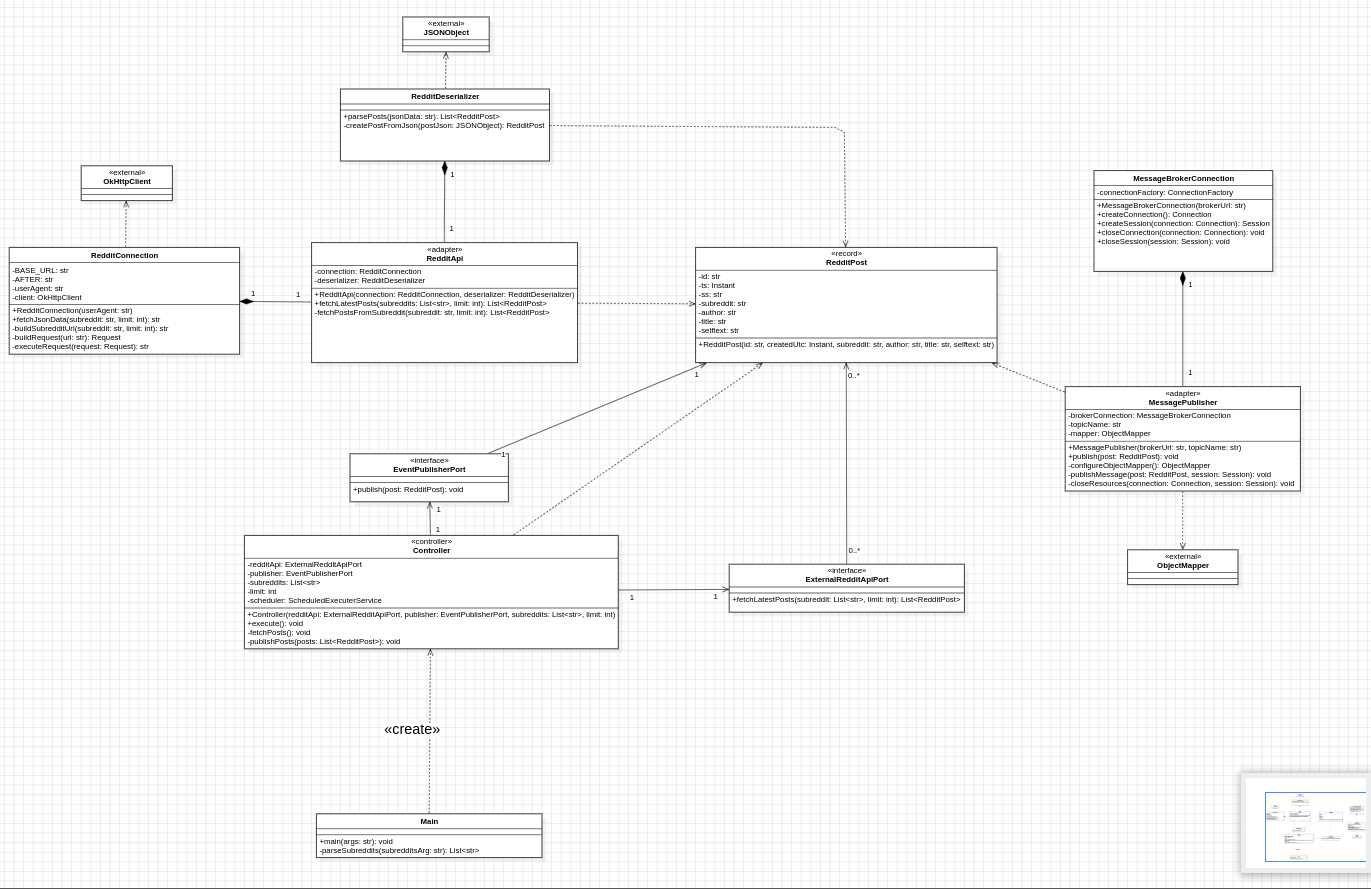 «external»
JSONObject
RedditDeserializer
+parsePosts(jsonData: str): List<RedditPost>
-createPostFromJson(postJson: JSONObject): RedditPost
1
1
«external»
OkHttpClient
RedditConnection
-BASE_URL: str
-AFTER: str
-userAgent: str
-client: OkHttpClient
+RedditConnection(userAgent: str)
+fetchJsonData(subreddit: str, limit: int): str
-buildSubredditUrl(subreddit: str, limit: int): str
-buildRequest(url: str): Request
-executeRequest(request: Request): str
1
1
«adapter»
RedditApi
-connection: RedditConnection
-deserializer: RedditDeserializer
+RedditApi(connection: RedditConnection, deserializer: RedditDeserializer)
+fetchLatestPosts(subreddits: List<str>, limit: int): List<RedditPost>
-fetchPostsFromSubreddit(subreddit: str, limit: int): List<RedditPost>
«record»
RedditPost
-id: str
-ts: Instant
-ss: str
-subreddit: str
-author: str
-title: str
-selftext: str
+RedditPost(id: str, createdUtc: Instant, subreddit: str, author: str, title: str, selftext: str)
MessageBrokerConnection
-connectionFactory: ConnectionFactory
+MessageBrokerConnection(brokerUrl: str)
+createConnection(): Connection
+createSession(connection: Connection): Session
+closeConnection(connection: Connection): void
+closeSession(session: Session): void
1
1
«adapter»
MessagePublisher
-brokerConnection: MessageBrokerConnection
-topicName: str
-mapper: ObjectMapper
+MessagePublisher(brokerUrl: str, topicName: str)
+publish(post: RedditPost): void
-configureObjectMapper(): ObjectMapper
-publishMessage(post: RedditPost, session: Session): void
-closeResources(connection: Connection, session: Session): void
«external»
ObjectMapper
1
1
0..*
0..*
«interface»
EventPublisherPort
+publish(post: RedditPost): void
1
1
«controller»
Controller
-redditApi: ExternalRedditApiPort
-publisher: EventPublisherPort
-subreddits: List<str>
-limit: int
-scheduler: ScheduledExecuterService
+Controller(redditApi: ExternalRedditApiPort, publisher: EventPublisherPort, subreddits: List<str>, limit: int)
+execute(): void
-fetchPosts(): void
-publishPosts(posts: List<RedditPost>): void
1
1
«interface»
ExternalRedditApiPort
+fetchLatestPosts(subreddit: List<str>, limit: int): List<RedditPost>
«create»
Main
+main(args: str): void
-parseSubreddits(subredditsArg: str): List<str>